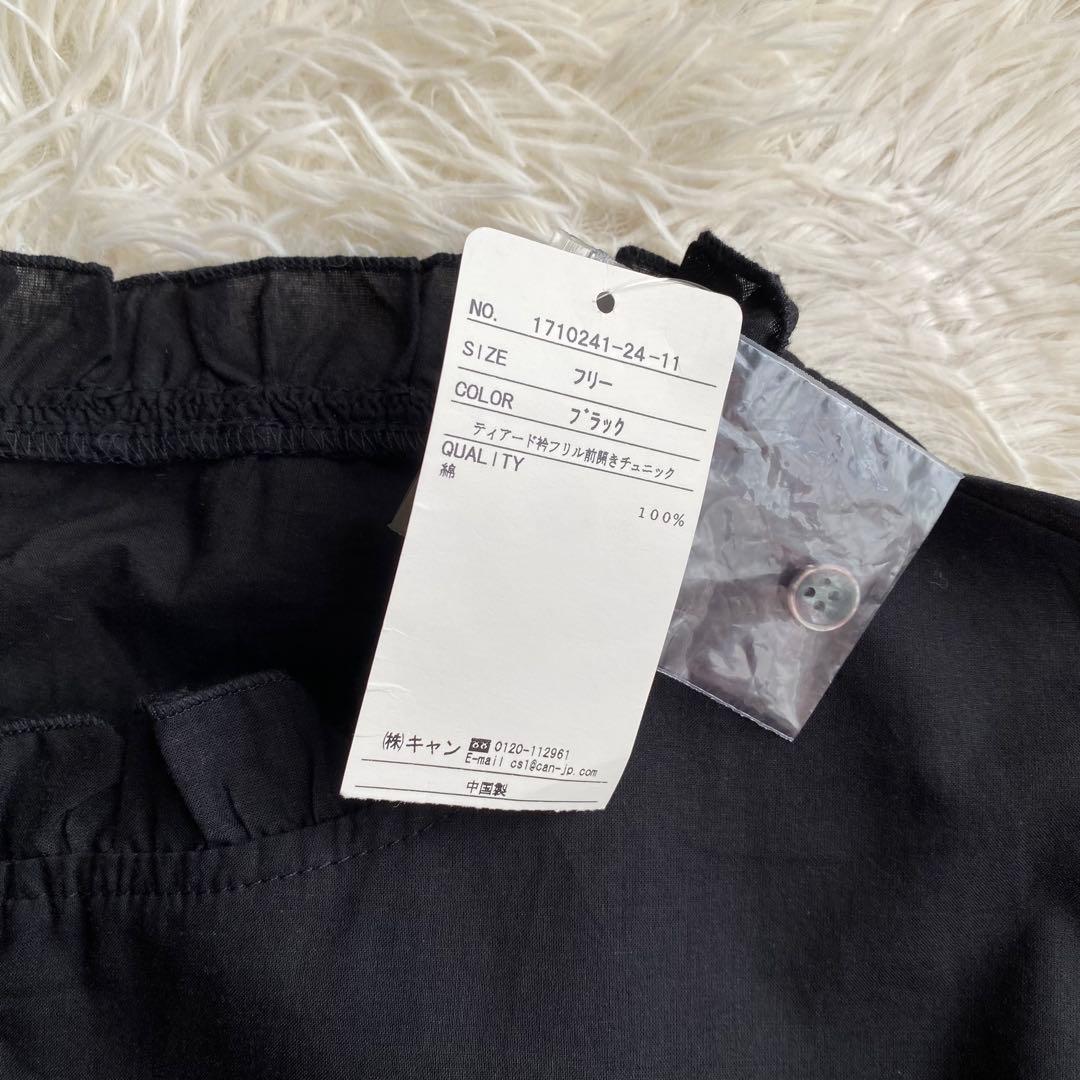 NO. 1710241-24-11
SIZE フリー
COLOR ブラック
ティアード衿フリル前開きチュニック
QUALITY
綿
100%
㈱キャン 0120-112961
E-mail cs1@can-jp.com
中国製